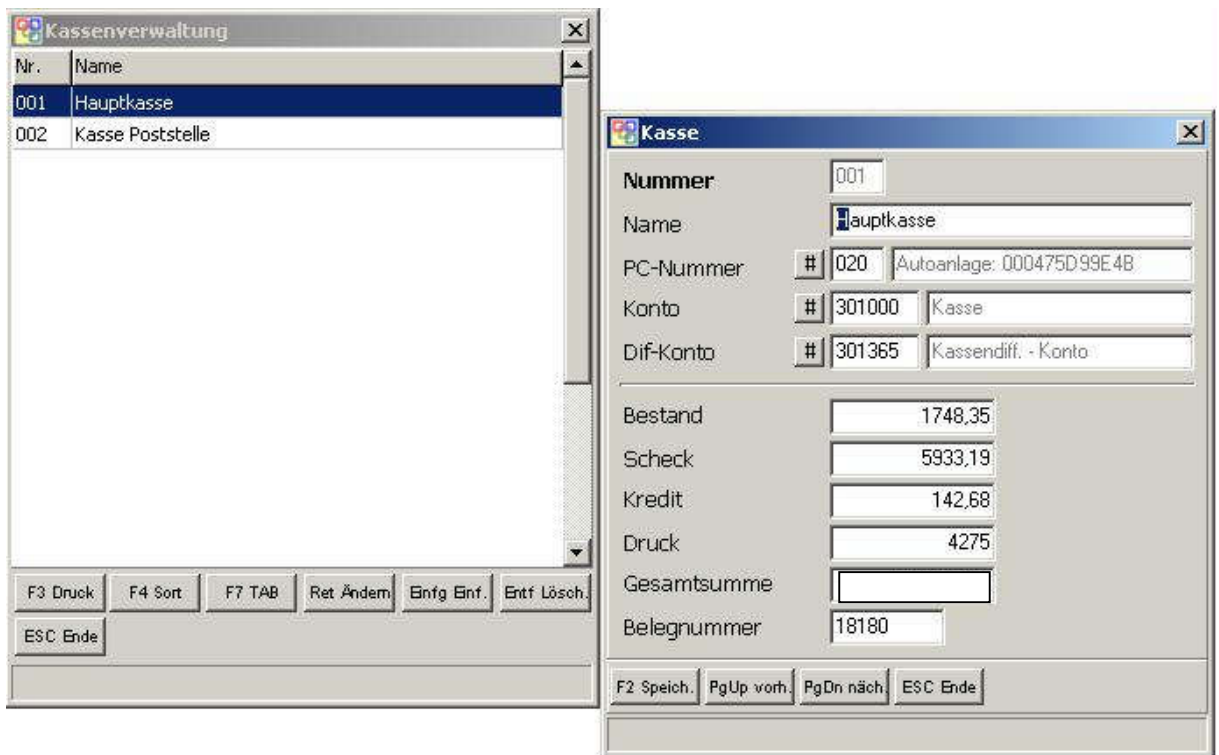 Kassenverwaltung
Nr. Name
001 Hauptkasse
002 Kasse Poststelle
F3 Druck F4 Sort F7 TAB Ret Ändern Einfg Einf. Entf Lösch.
ESC Ende
Kasse
Nummer 001
Name Hauptkasse
PC-Nummer # 020 Autoanlage: 000475D99E4B
Konto # 301000 Kasse
Dif-Konto # 301365 Kassendiff. - Konto
Bestand 1748,35
Scheck 5933,19
Kredit 142,68
Druck 4275
Gesamtsumme
Belegnummer 18180
F2 Speich. PgUp vorh. PgDn näch. ESC Ende